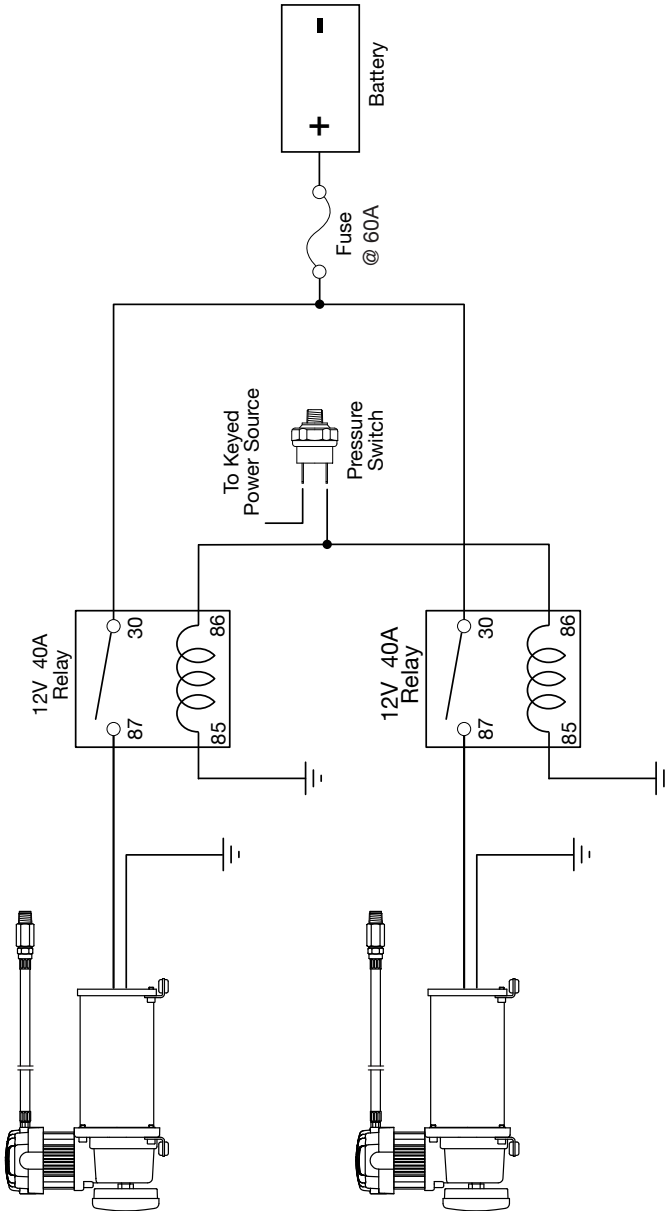 12V 40A
Relay
87
30
85
86
12V 40A
Relay
87
30
85
86
To Keyed
Power Source
Pressure
Switch
Fuse
@ 60A
+
-
Battery